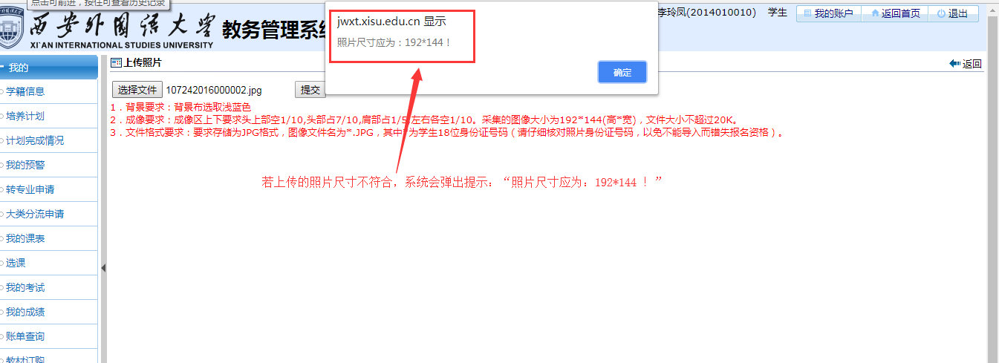 点击可前进，按住可查看历史记录
西安外国语大学
XI'AN INTERNATIONAL STUDIES UNIVERSITY
教务管理系统
jwxt.xisu.edu.cn 显示
照片尺寸应为：192*144！
确定
李玲凤(2014010010) 学生
我的账户
返回首页
退出
我的
学籍信息
培养计划
计划完成情况
我的预警
转专业申请
大类分流申请
我的课表
选课
我的考试
我的成绩
账单查询
教材订购
上传照片
返回
选择文件 107242016000002.jpg 提交
1．背景要求：背景布选取浅蓝色
2．成像要求：成像区上下要求头上部空1/10,头部占7/10,肩部占1/5,左右各空1/10。采集的图像大小为192*144(高*宽)，文件大小不超过20K。
3．文件格式要求：要求存储为JPG格式，图像文件名为*.JPG，其中*为学生18位身份证号码（请仔细核对照片身份证号码，以免不能导入而错失报名资格）。
若上传的照片尺寸不符合，系统会弹出提示：“照片尺寸应为：192*144 ！”